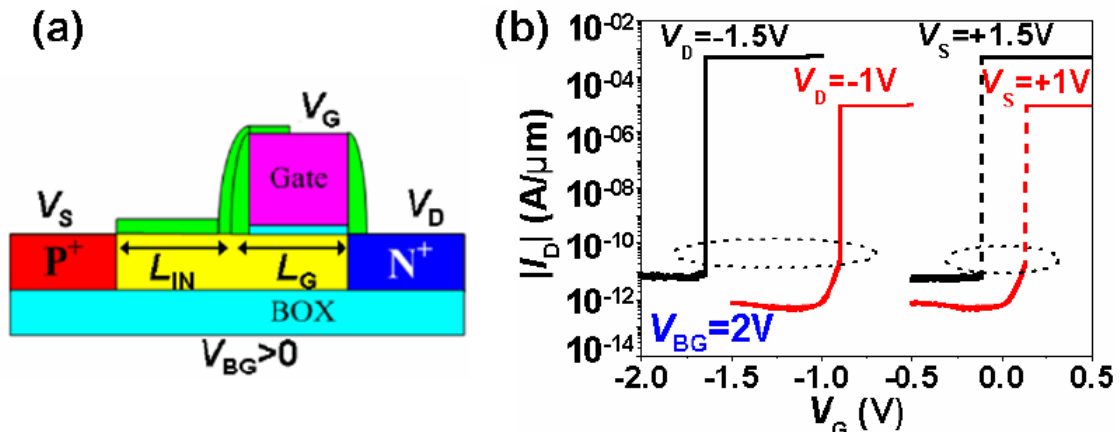 (a)
V_G
Gate
V_S
V_D
P+
L_IN
L_G
N+
BOX
V_BG>0
(b)
10^-02
10^-04
10^-06
10^-08
10^-10
10^-12
10^-14
|I_D| (A/μm)
V_D=-1.5V
V_S=+1.5V
V_D=-1V
V_S=+1V
V_BG=2V
-2.0 -1.5 -1.0 -0.5 0.0 0.5
V_G (V)